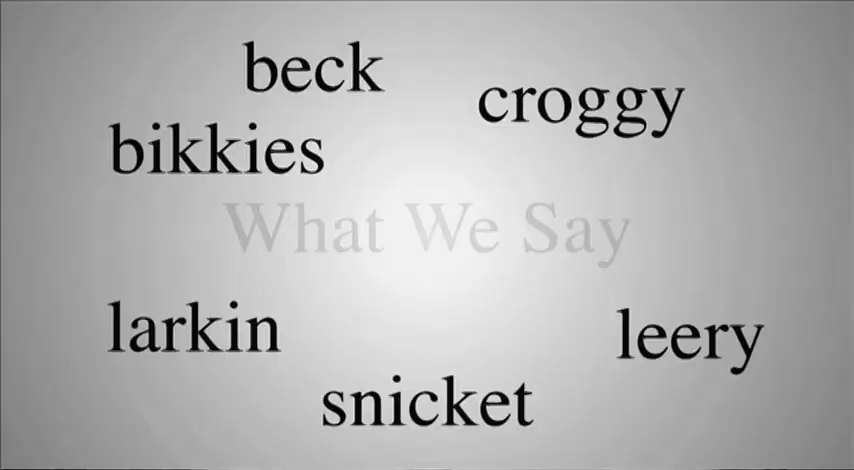 beck
croggy
bikkies
What We Say
larkin
leery
snicket